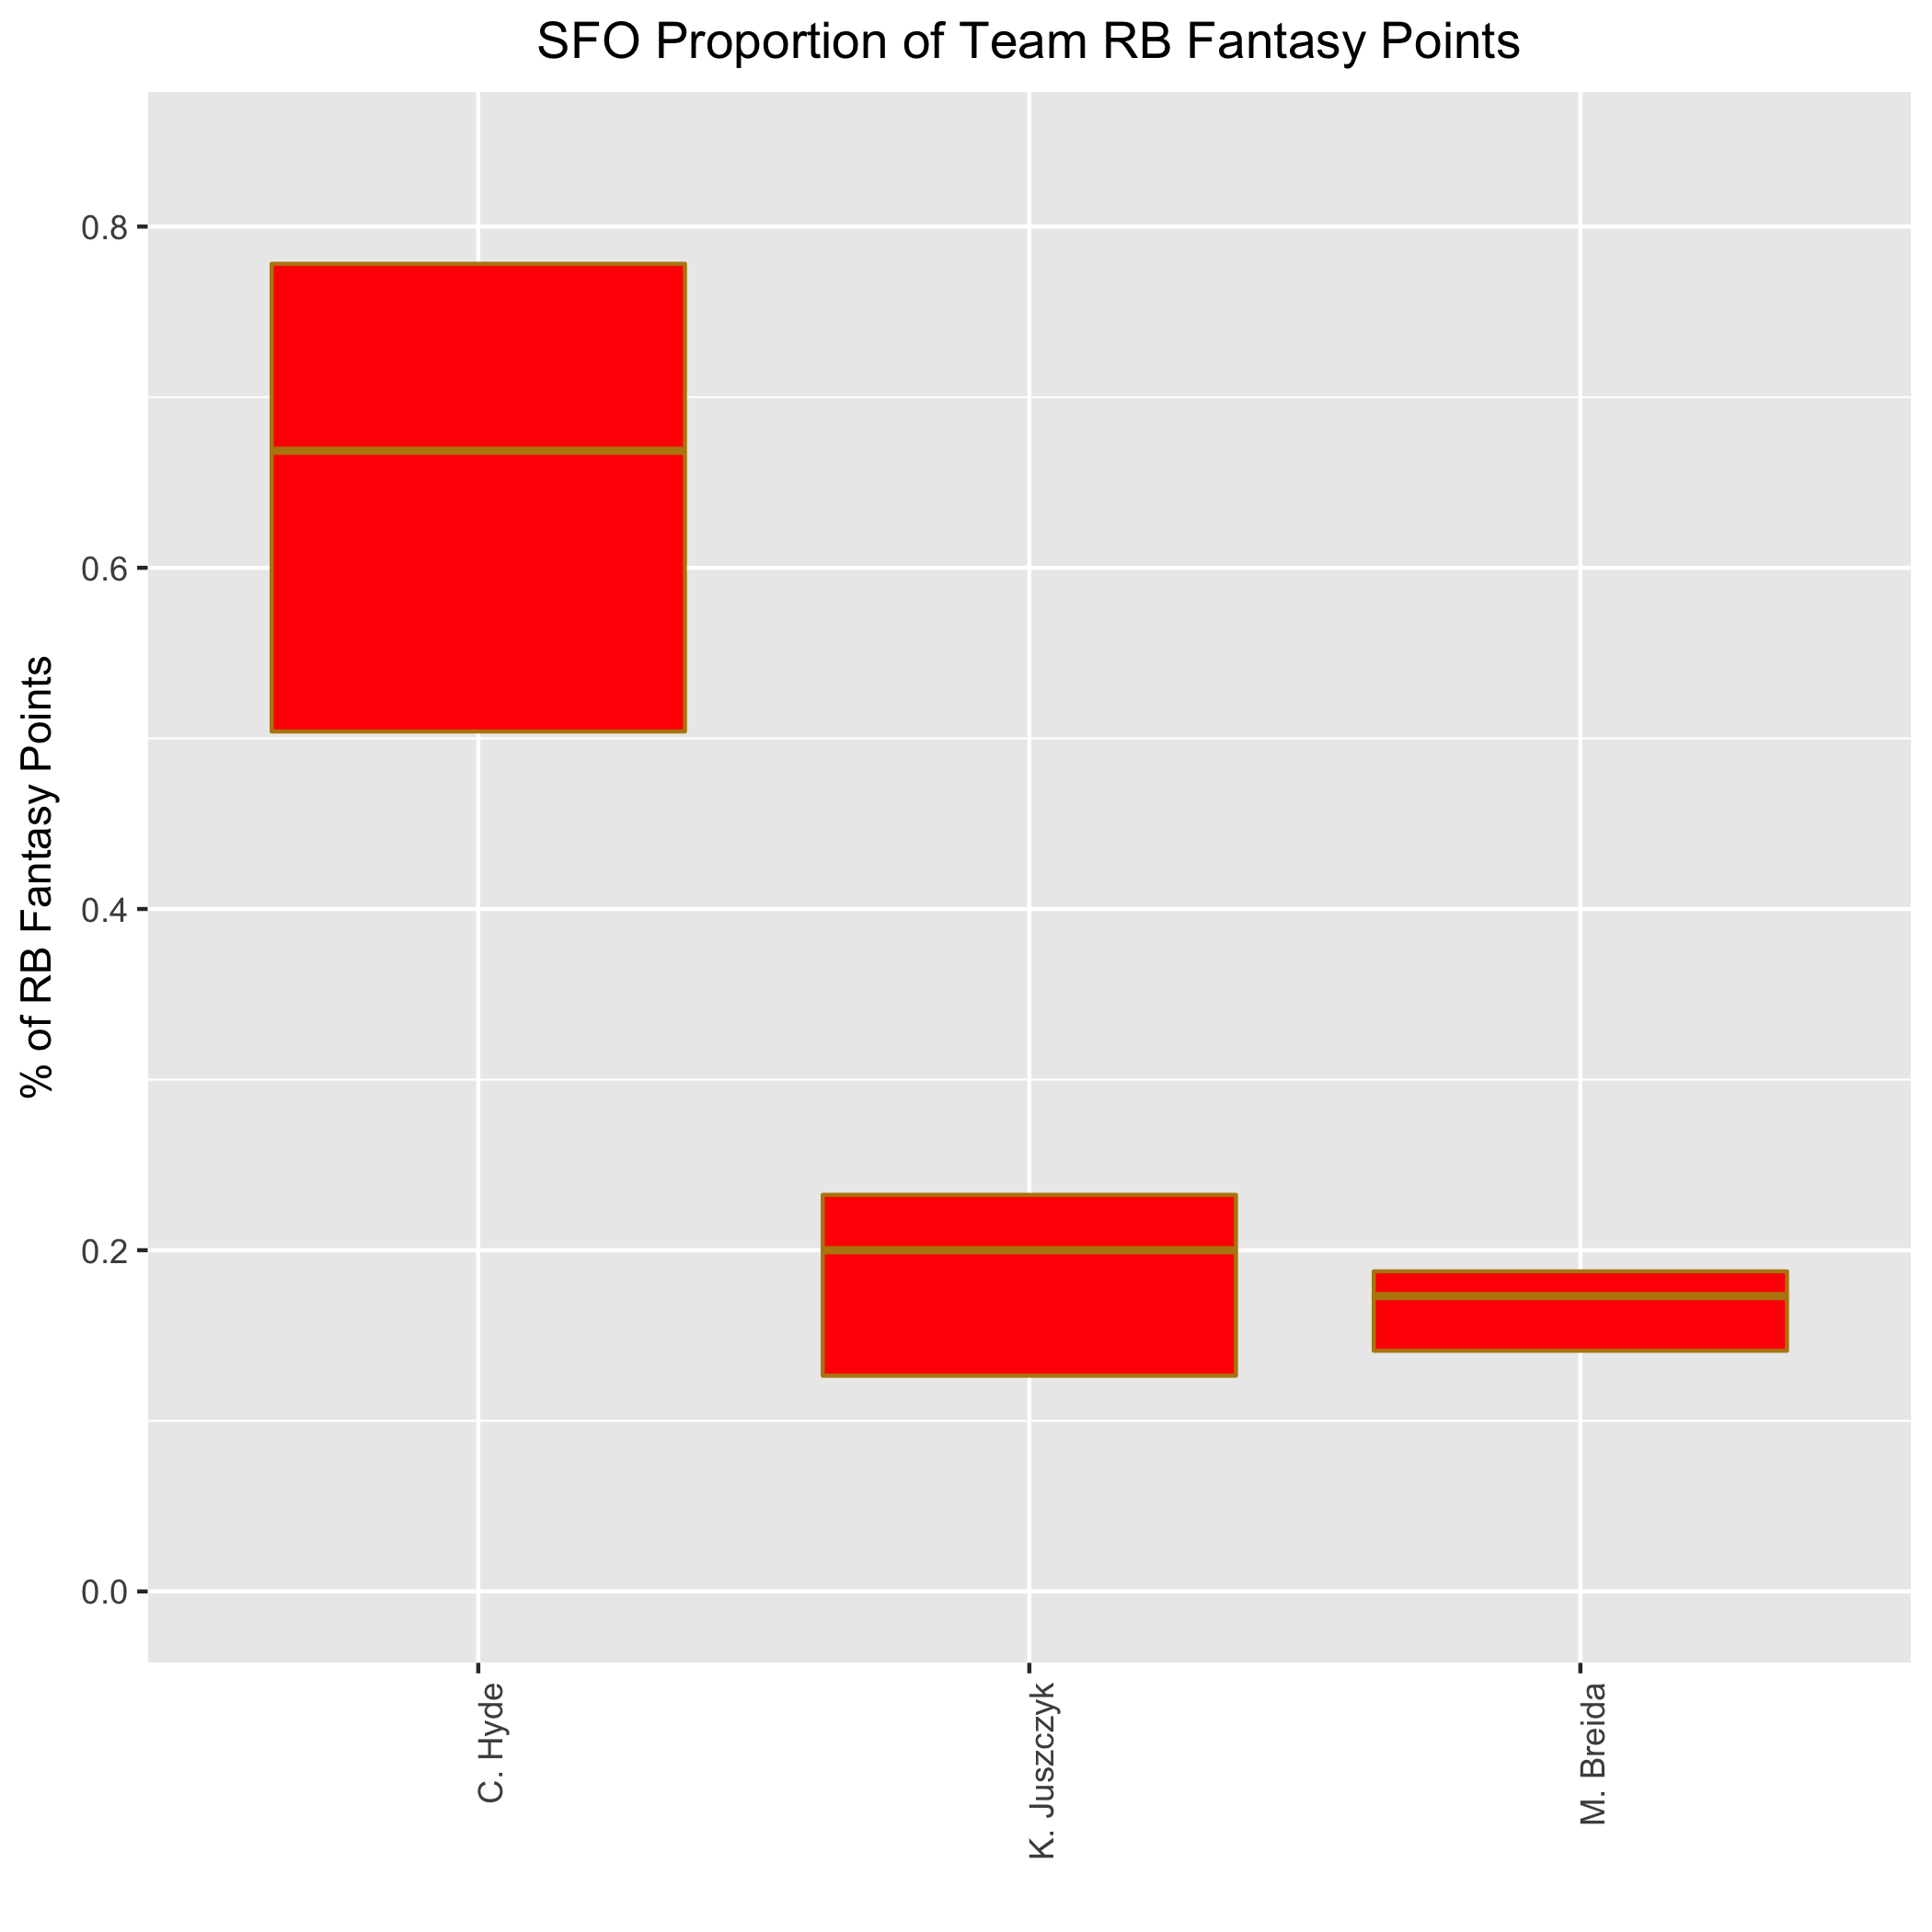 SFO Proportion of Team RB Fantasy Points
% of RB Fantasy Points
0.8
0.6
0.4
0.2
0.0
C. Hyde
K. Juszczyk
M. Breida